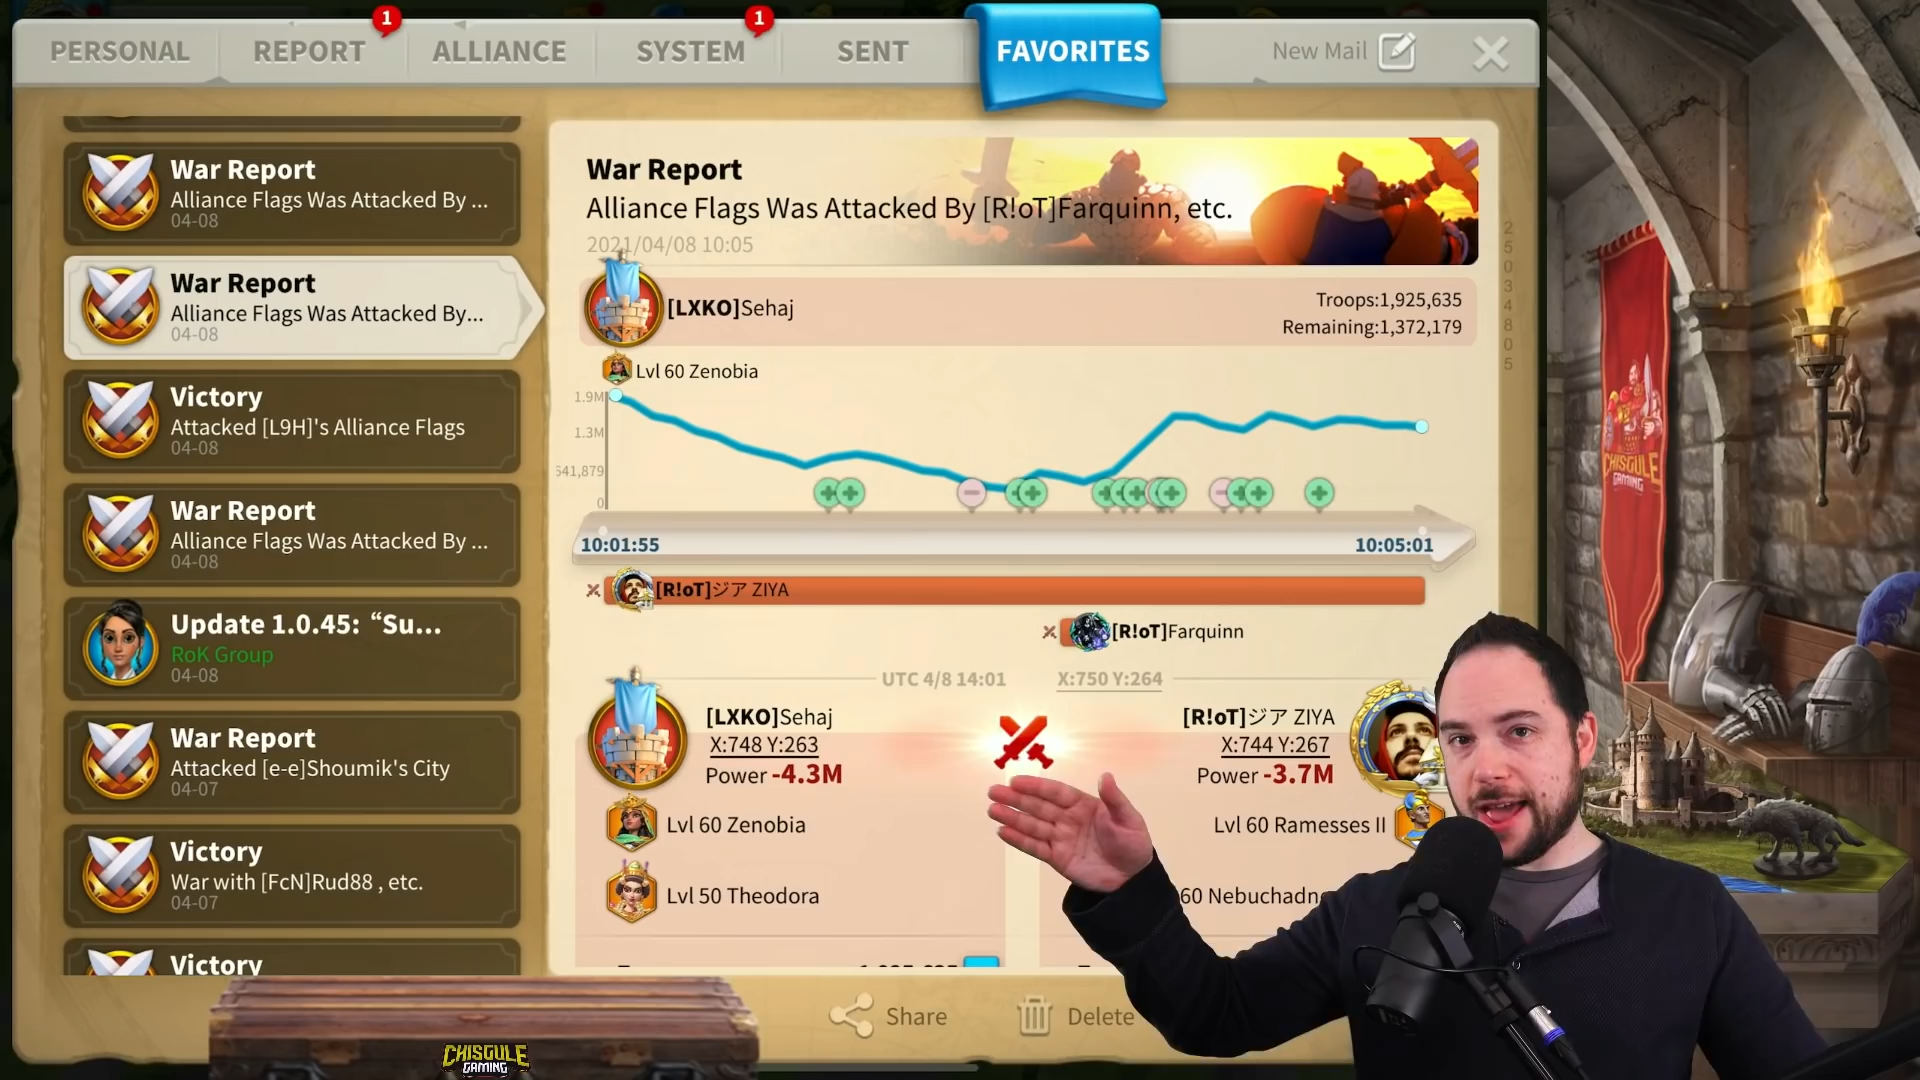 PERSONAL
REPORT
1
ALLIANCE
SYSTEM
1
SENT
FAVORITES
New Mail
War Report
Alliance Flags Was Attacked By ...
04-08
War Report
Alliance Flags Was Attacked By...
04-08
Victory
Attacked [L9H]'s Alliance Flags
04-08
War Report
Alliance Flags Was Attacked By ...
04-08
Update 1.0.45: “Su...
RoK Group
04-08
War Report
Attacked [e-e]Shoumik's City
04-07
Victory
War with [FcN]Rud88 , etc.
04-07
Victory
War Report
Alliance Flags Was Attacked By [R!oT]Farquinn, etc.
2021/04/08 10:05
25034805
[LXKO]Sehaj
Troops:1,925,635
Remaining:1,372,179
Lvl 60 Zenobia
1.9M
1.3M
641,879
0
10:01:55
10:05:01
[R!oT]ジア ZIYA
[R!oT]Farquinn
UTC 4/8 14:01
X:750 Y:264
[LXKO]Sehaj
X:748 Y:263
Power -4.3M
Lvl 60 Zenobia
Lvl 50 Theodora
[R!oT]ジア ZIYA
X:744 Y:267
Power -3.7M
Lvl 60 Ramesses II
60 Nebuchadn
Share
Delete
CHISGULE
GAMING
CHISGULE
GAMING